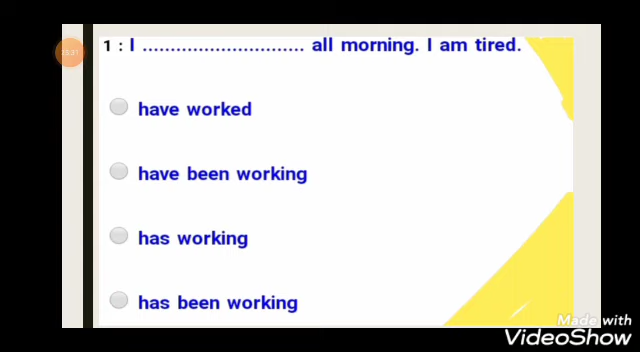 1 : I ............................. all morning. I am tired.
have worked
have been working
has working
has been working
Made with
VideoShow